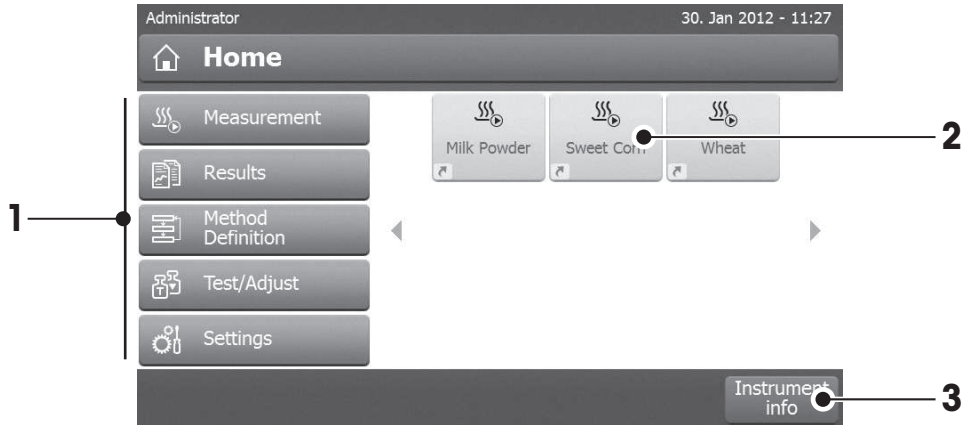 Administrator
30. Jan 2012 - 11:27
Home
Measurement
Results
Method
Definition
Test/Adjust
Settings
Milk Powder
Sweet Corn
Wheat
Instrument
info
1
2
3